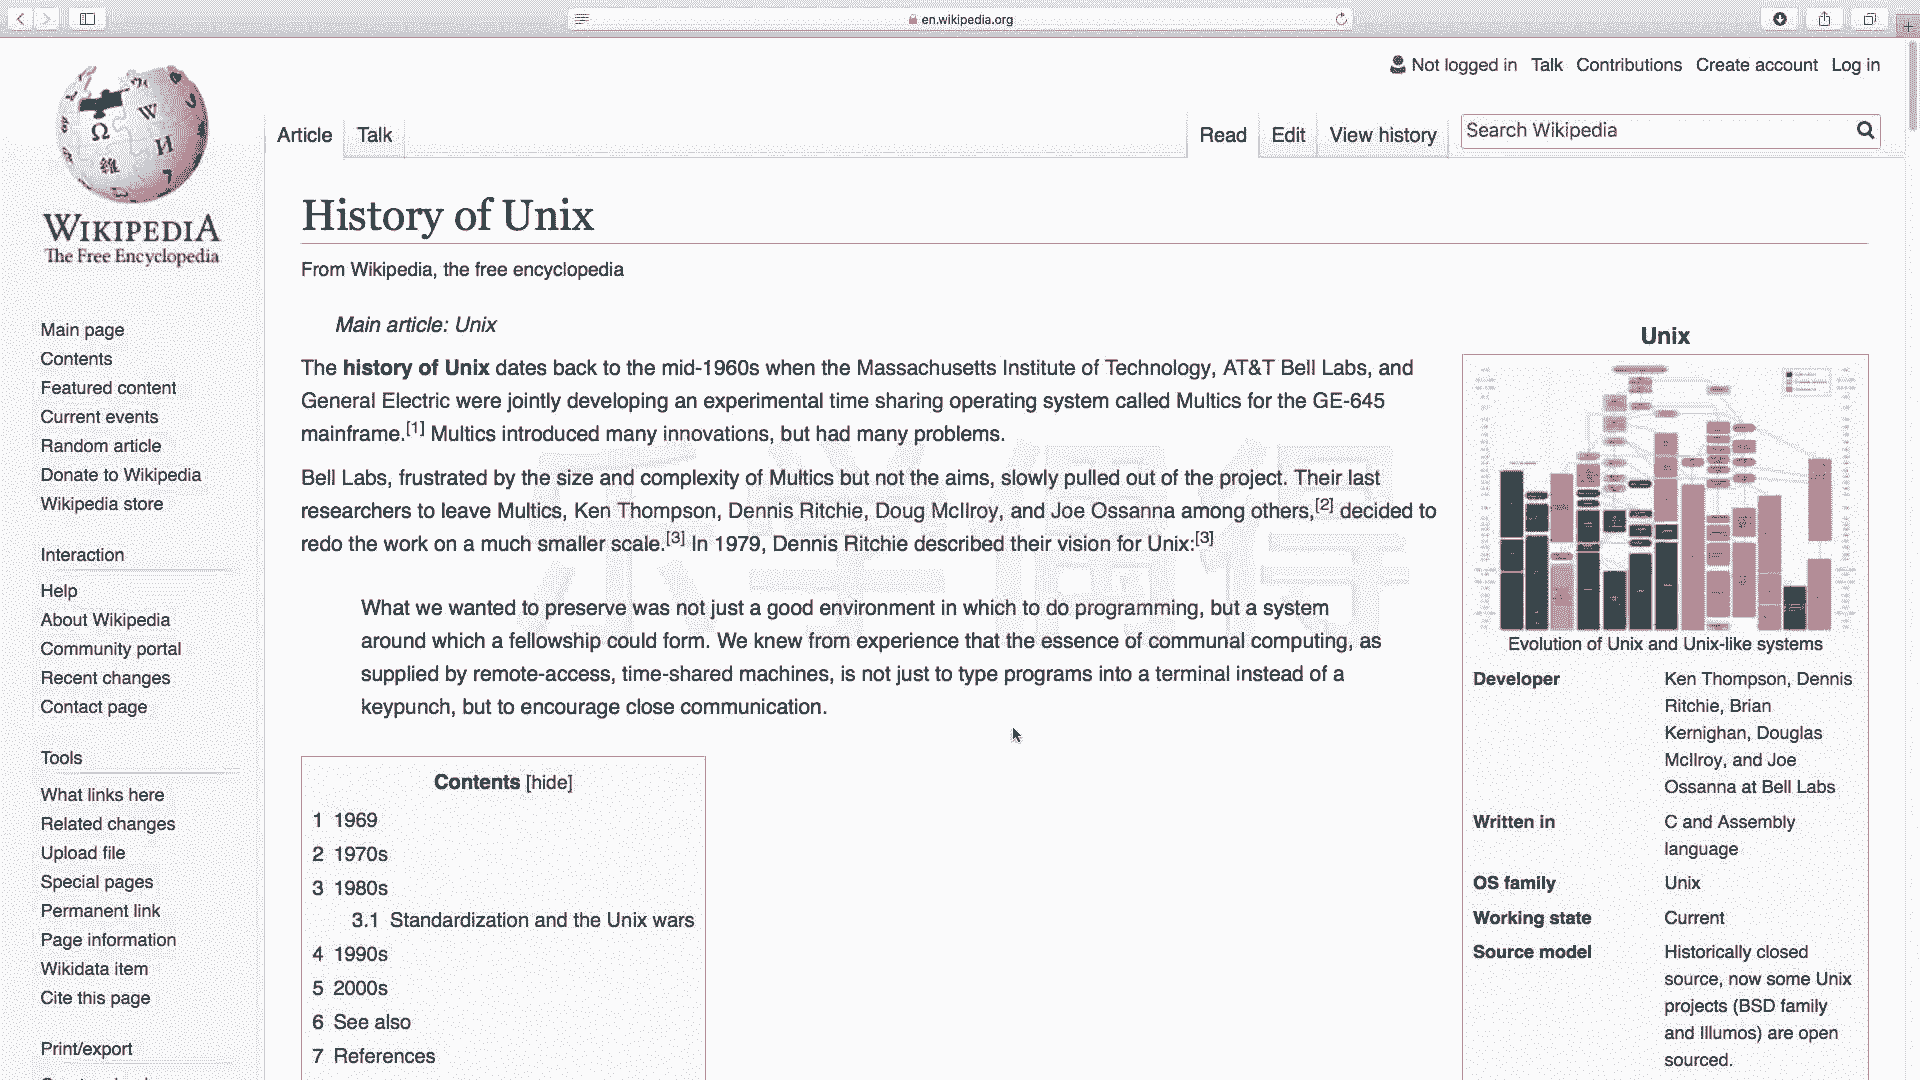 en.wikipedia.org
Not logged in Talk Contributions Create account Log in
Article Talk Read Edit View history Search Wikipedia
WIKIPEDIA
The Free Encyclopedia
Main page
Contents
Featured content
Current events
Random article
Donate to Wikipedia
Wikipedia store
Interaction
Help
About Wikipedia
Community portal
Recent changes
Contact page
Tools
What links here
Related changes
Upload file
Special pages
Permanent link
Page information
Wikidata item
Cite this page
Print/export
History of Unix
From Wikipedia, the free encyclopedia
Main article: Unix
The history of Unix dates back to the mid-1960s when the Massachusetts Institute of Technology, AT&T Bell Labs, and
General Electric were jointly developing an experimental time sharing operating system called Multics for the GE-645
mainframe.[1] Multics introduced many innovations, but had many problems.
Bell Labs, frustrated by the size and complexity of Multics but not the aims, slowly pulled out of the project. Their last
researchers to leave Multics, Ken Thompson, Dennis Ritchie, Doug McIlroy, and Joe Ossanna among others,[2] decided to
redo the work on a much smaller scale.[3] In 1979, Dennis Ritchie described their vision for Unix:[3]
What we wanted to preserve was not just a good environment in which to do programming, but a system
around which a fellowship could form. We knew from experience that the essence of communal computing, as
supplied by remote-access, time-shared machines, is not just to type programs into a terminal instead of a
keypunch, but to encourage close communication.
Contents [hide]
1 1969
2 1970s
3 1980s
3.1 Standardization and the Unix wars
4 1990s
5 2000s
6 See also
7 References
Unix
Evolution of Unix and Unix-like systems
Developer Ken Thompson, Dennis
Ritchie, Brian
Kernighan, Douglas
McIlroy, and Joe
Ossanna at Bell Labs
Written in C and Assembly
language
OS family Unix
Working state Current
Source model Historically closed
source, now some Unix
projects (BSD family
and Illumos) are open
sourced.